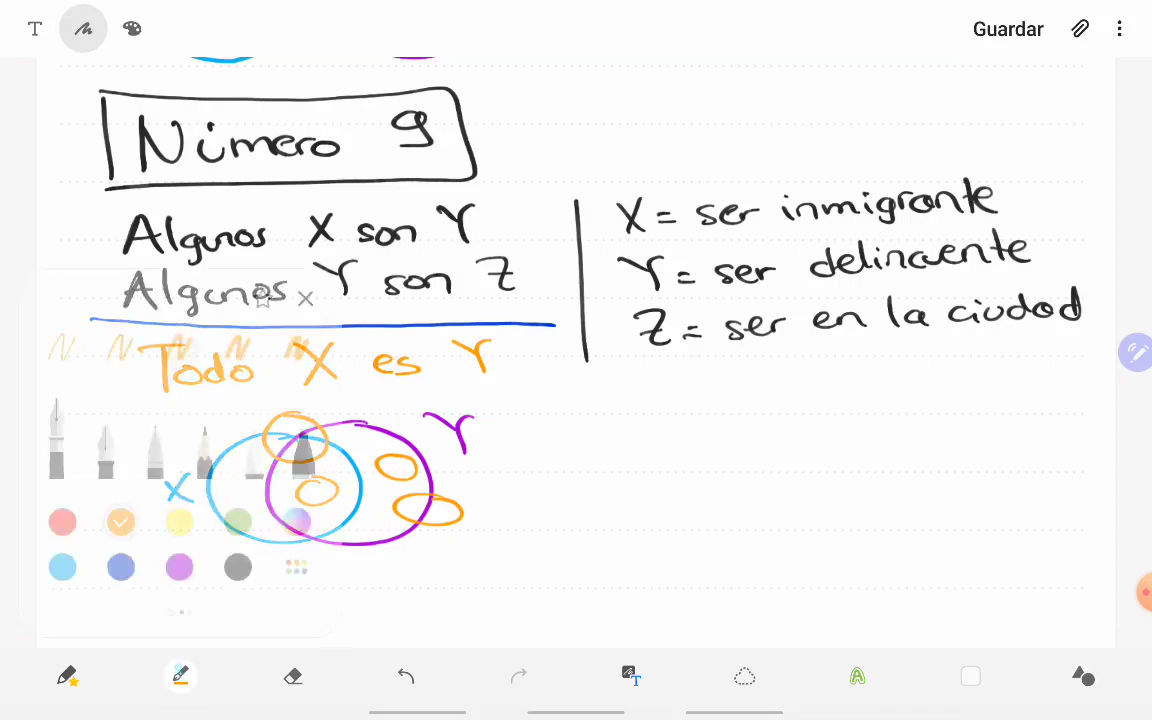 T
Guardar
Número 9
Algunos X son Y
Algunos Y son Z
Todo X es Y
X = ser inmigrante
Y = ser delincuente
Z = ser en la ciudad
Y
X